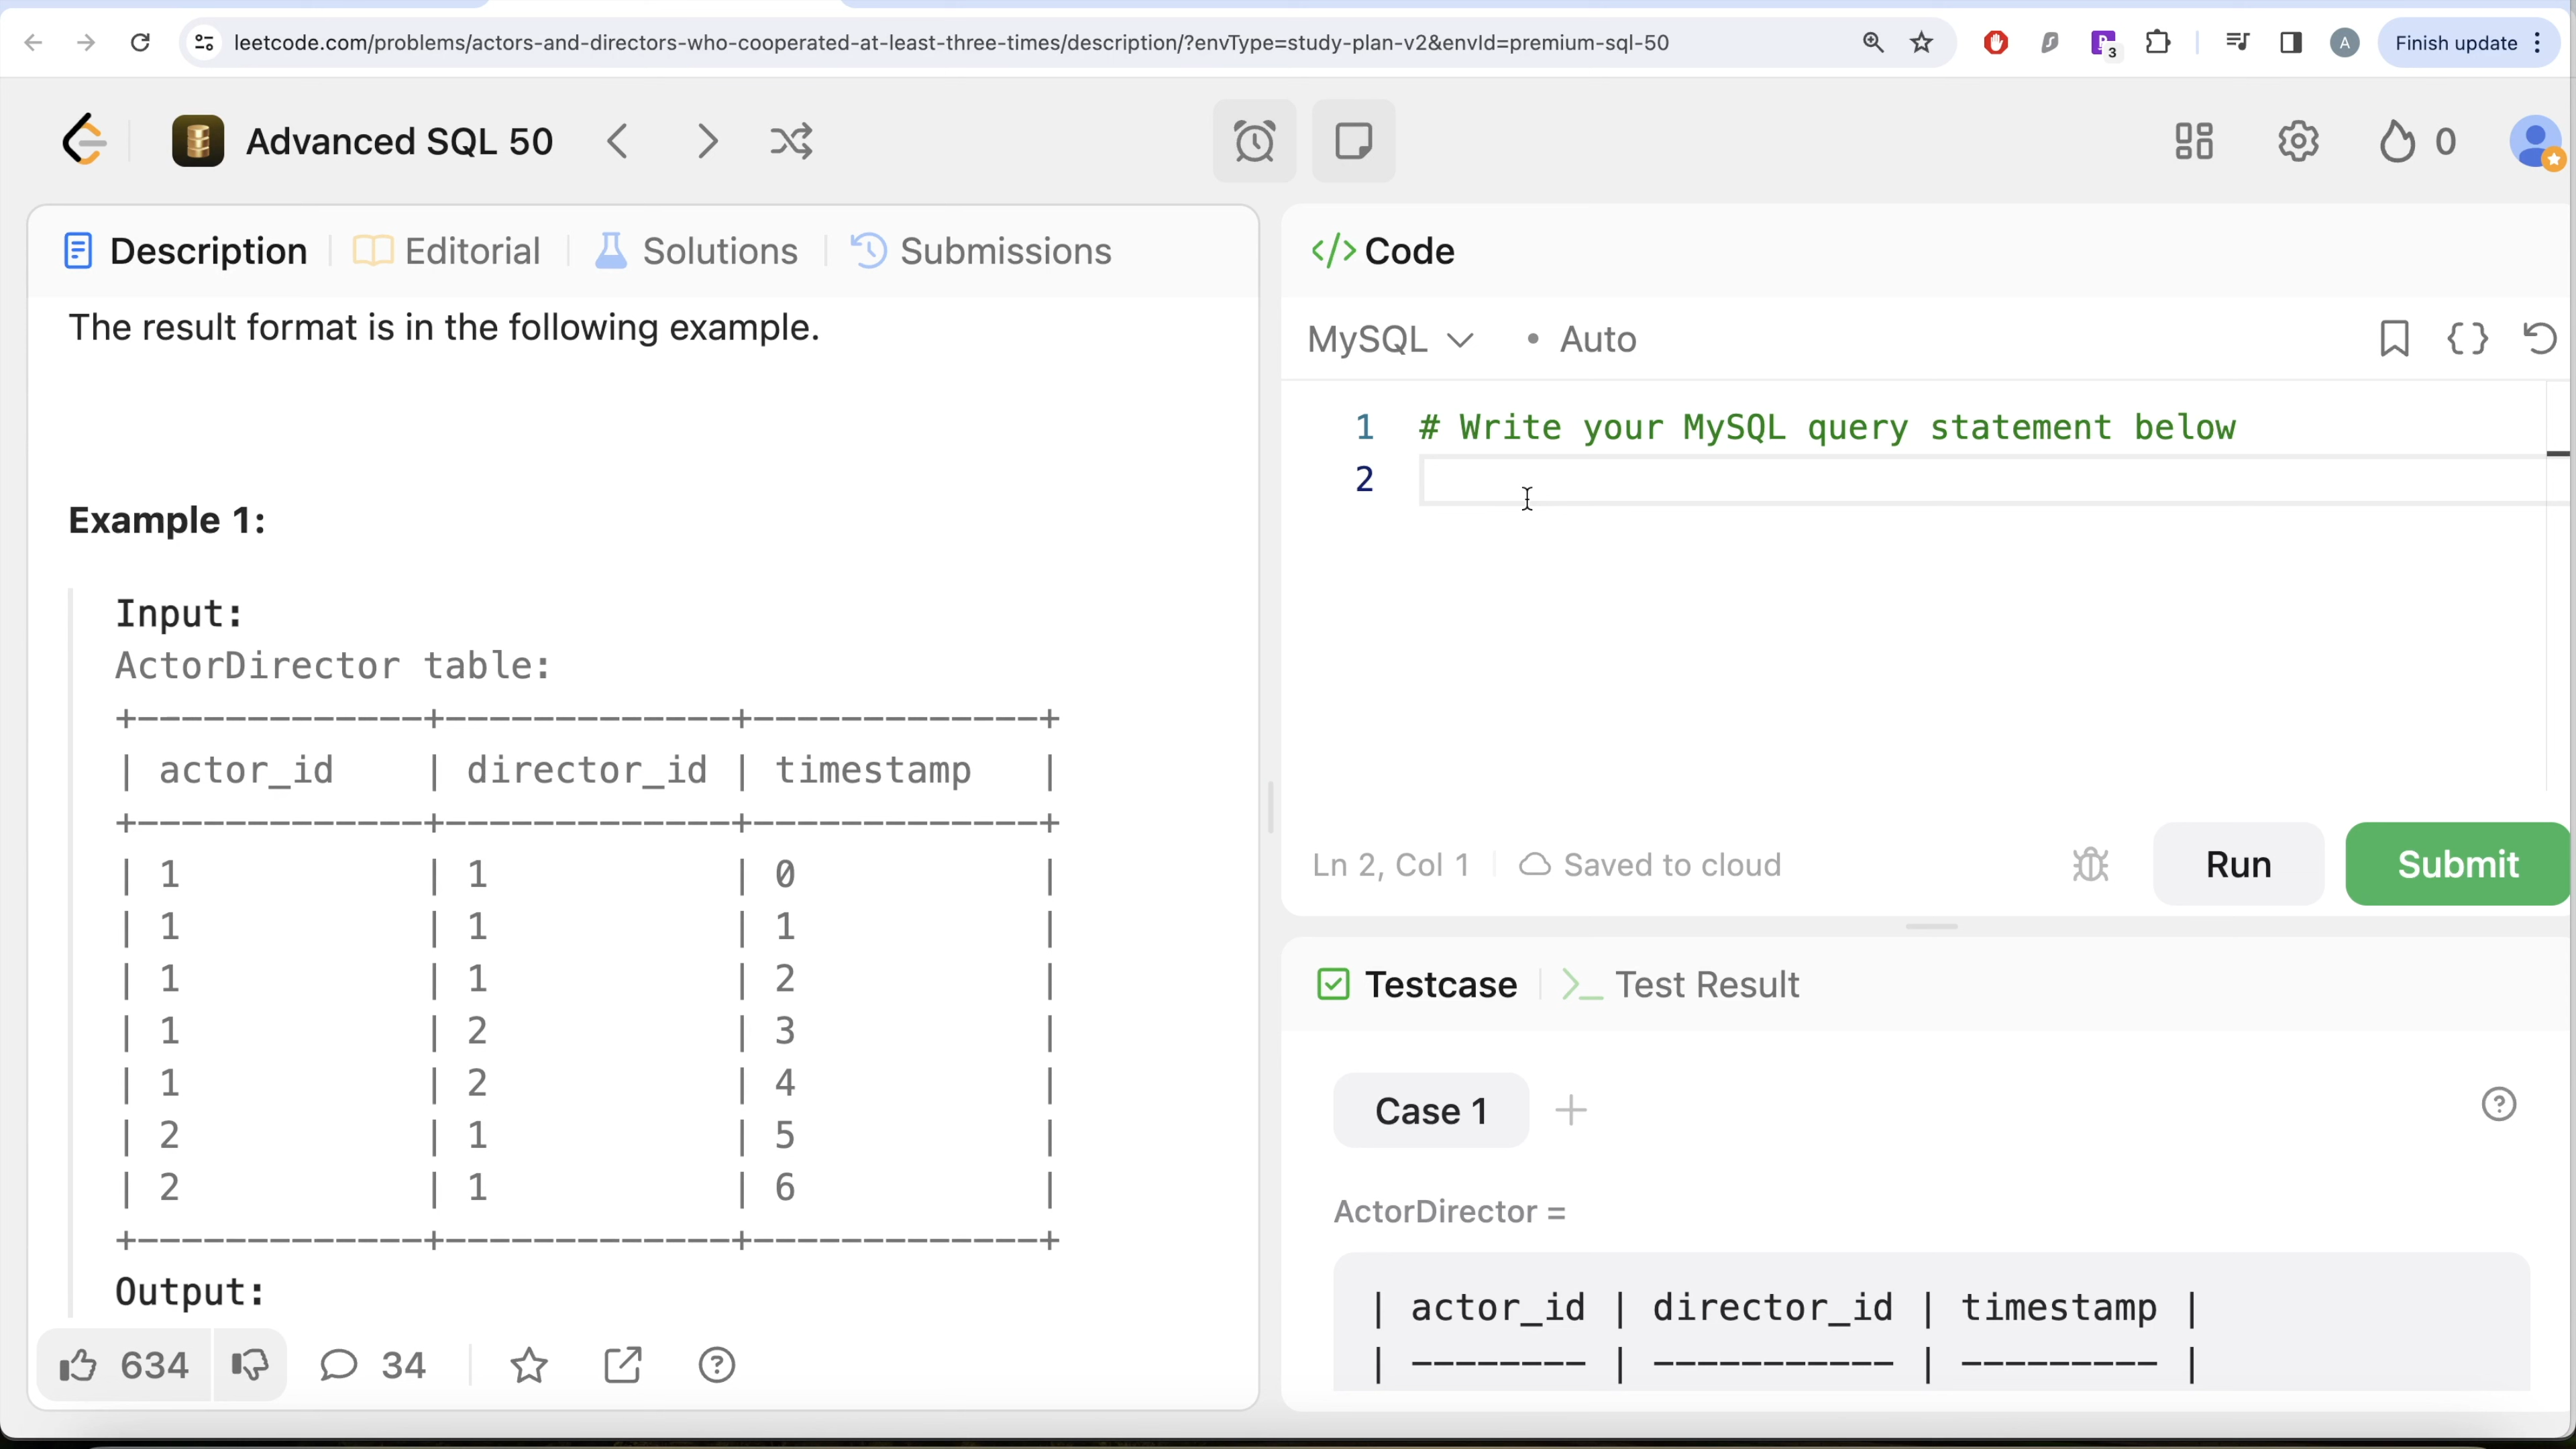 leetcode.com/problems/actors-and-directors-who-cooperated-at-least-three-times/description/?envType=study-plan-v2&envId=premium-sql-50
3
A
Finish update
Advanced SQL 50
0
Description
Editorial
Solutions
Submissions
The result format is in the following example.
Example 1:
Input:
ActorDirector table:
+-------------+-------------+-------------+
| actor_id    | director_id | timestamp   |
+-------------+-------------+-------------+
| 1           | 1           | 0           |
| 1           | 1           | 1           |
| 1           | 1           | 2           |
| 1           | 2           | 3           |
| 1           | 2           | 4           |
| 2           | 1           | 5           |
| 2           | 1           | 6           |
+-------------+-------------+-------------+
Output:
634
34
</> Code
MySQL • Auto
{}
1 # Write your MySQL query statement below
2
Ln 2, Col 1
Saved to cloud
Run
Submit
Testcase
>_ Test Result
Case 1 +
ActorDirector =
| actor_id | director_id | timestamp |
| -------- | ----------- | --------- |